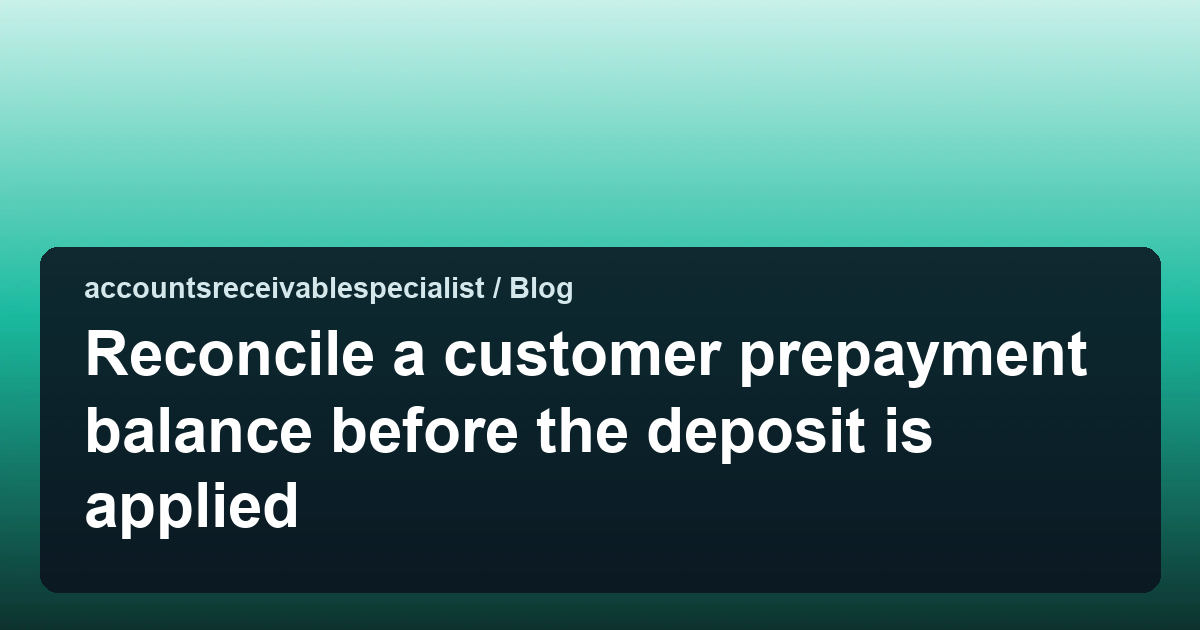 accountsreceivablespecialist / Blog
Reconcile a customer prepayment
balance before the deposit is
applied